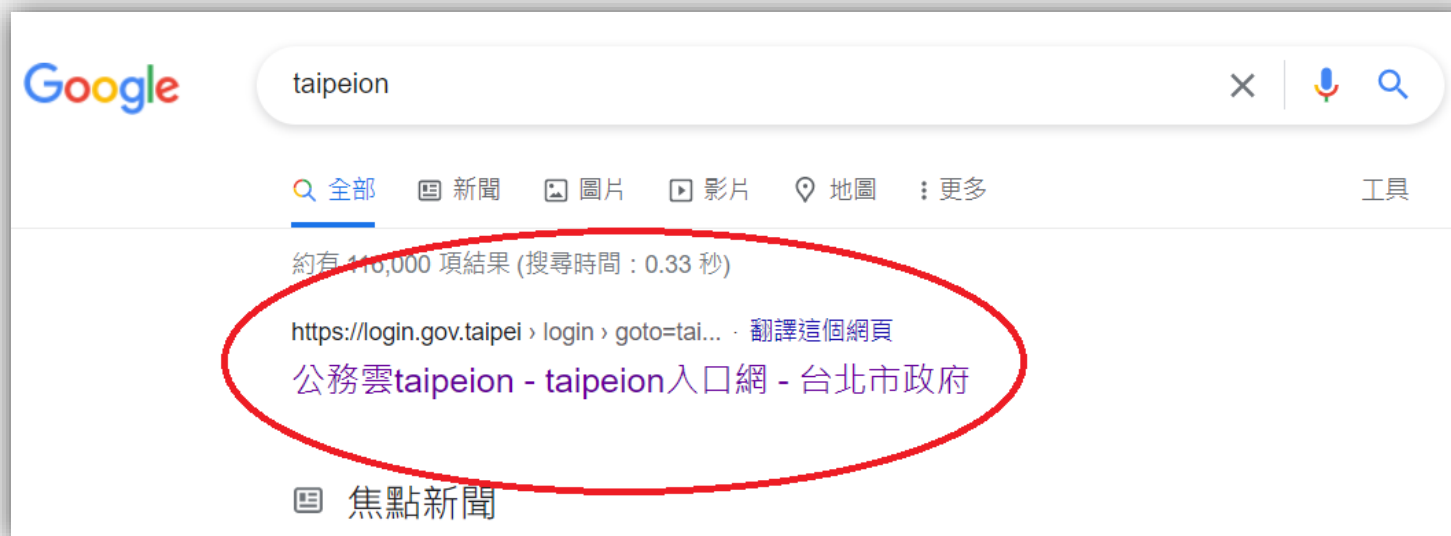 Google taipeion
全部 新聞 圖片 影片 地圖 更多 工具
約有 116,000 項結果 (搜尋時間：0.33 秒)
https://login.gov.taipei › login › goto=tai... · 翻譯這個網頁
公務雲taipeion - taipeion入口網 - 台北市政府
焦點新聞